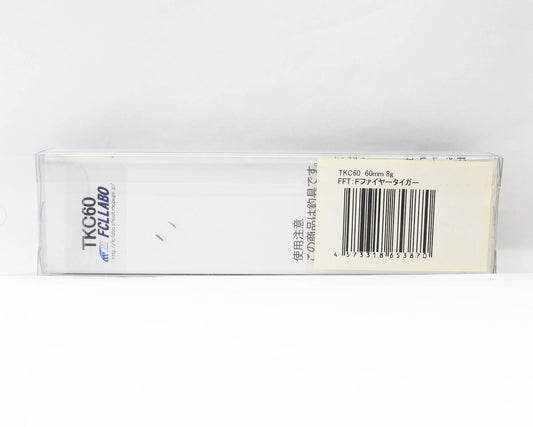 TKC60
FCLLABO
使用注意
この商品は釣具です。
TKC60 60mm 8g
FFT:Fファイヤータイガー
4573318653870